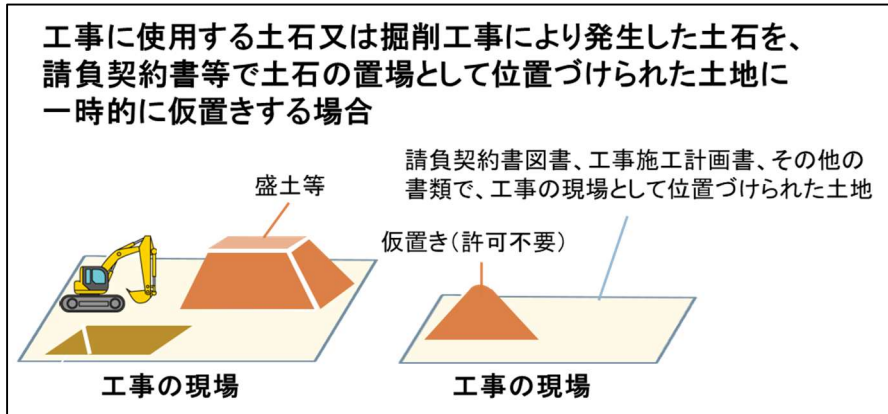 工事に使用する土石又は掘削工事により発生した土石を、
請負契約書等で土石の置場として位置づけられた土地に
一時的に仮置きする場合
請負契約書図書、工事施工計画書、その他の
書類で、工事の現場として位置づけられた土地
盛土等
仮置き(許可不要)
工事の現場
工事の現場